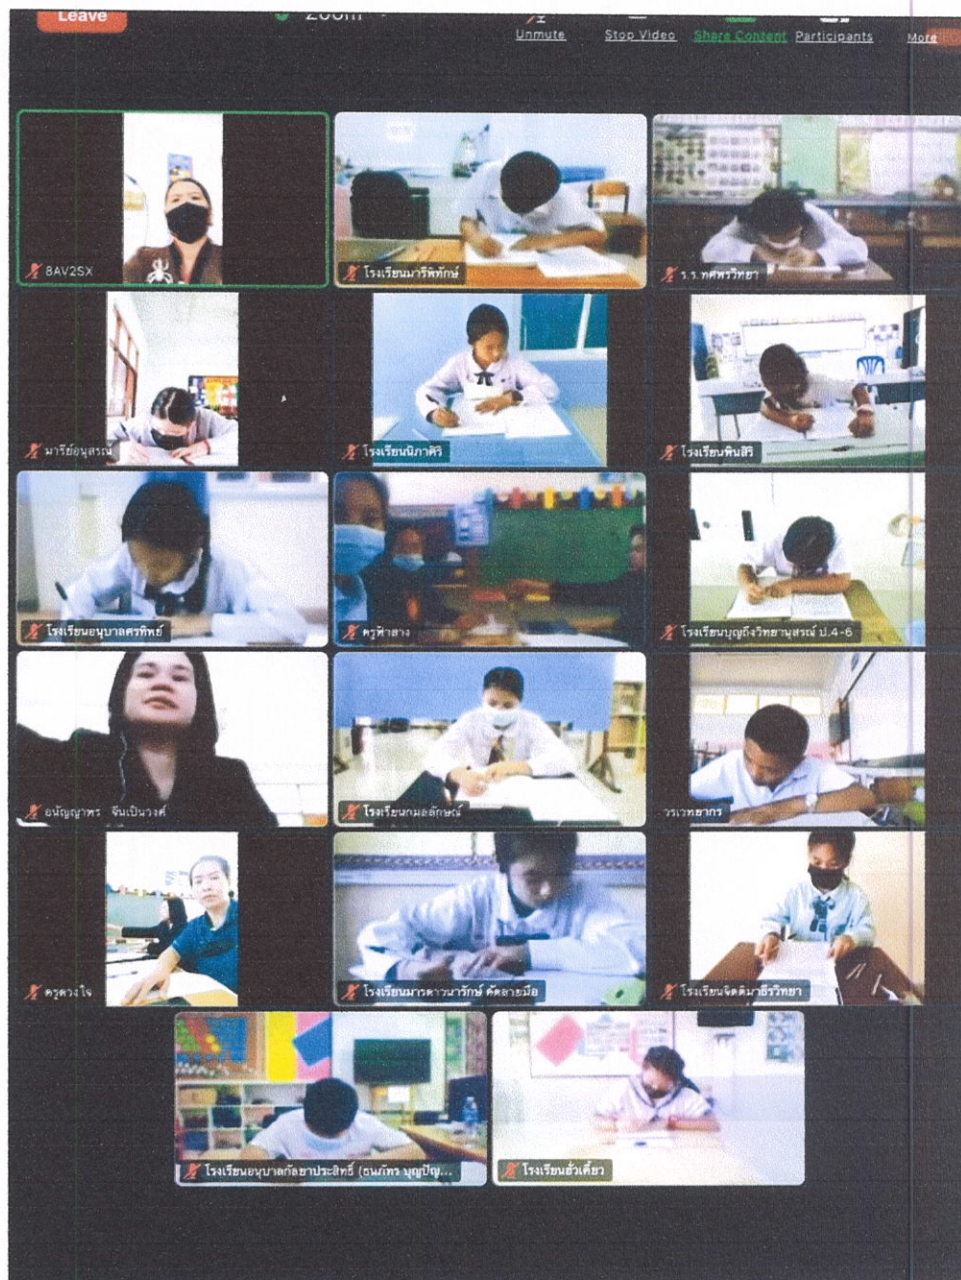 Leave
Zoom
Unmute
Stop Video
Share Content
Participants
More
8AV2SX
โรงเรียนมารีพิทักษ์
ร.ร.ทศพรวิทยา
มารีย์อนุสรณ์
โรงเรียนนิภาศิริ
โรงเรียนพินสิริ
โรงเรียนอนุบาลศรทิพย์
ครูฟ้าสาง
โรงเรียนบุญถึงวิทยานุสรณ์ ป.4-6
อนัญญาพร จีนเป็นวงค์
โรงเรียนกมลลักษณ์
วรเวทยากร
ครูดวงใจ
โรงเรียนมารดาวนารักษ์ คัดลายมือ
โรงเรียนจิตติมาธีรวิทยา
โรงเรียนอนุบาลกัลยาประสิทธิ์ (ธนภัทร บุญปัญ...
โรงเรียนฮั่วเคี้ยว